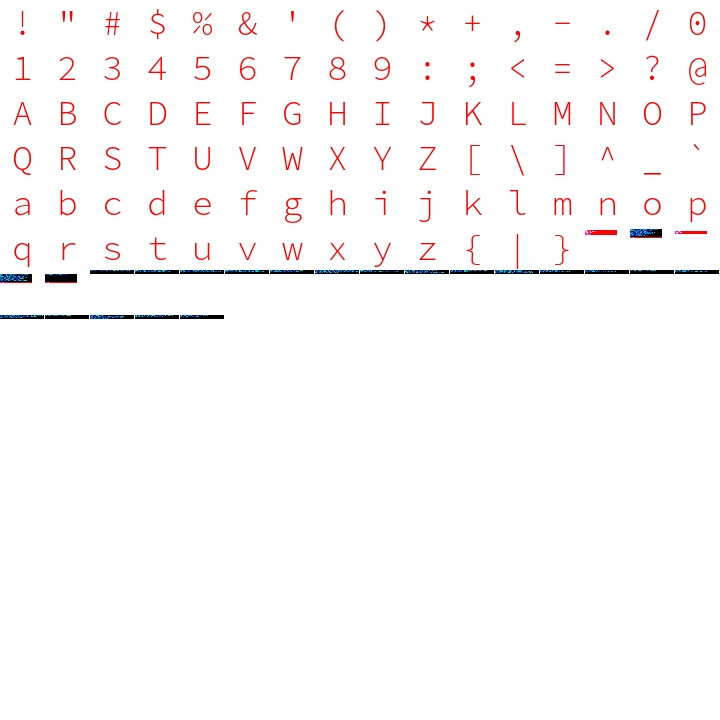 ! " # $ % & ' ( ) * + , - . / 0
1 2 3 4 5 6 7 8 9 : ; < = > ? @
A B C D E F G H I J K L M N O P
Q R S T U V W X Y Z [ \ ] ^ _ `
a b c d e f g h i j k l m n o p
q r s t u v w x y z { | }